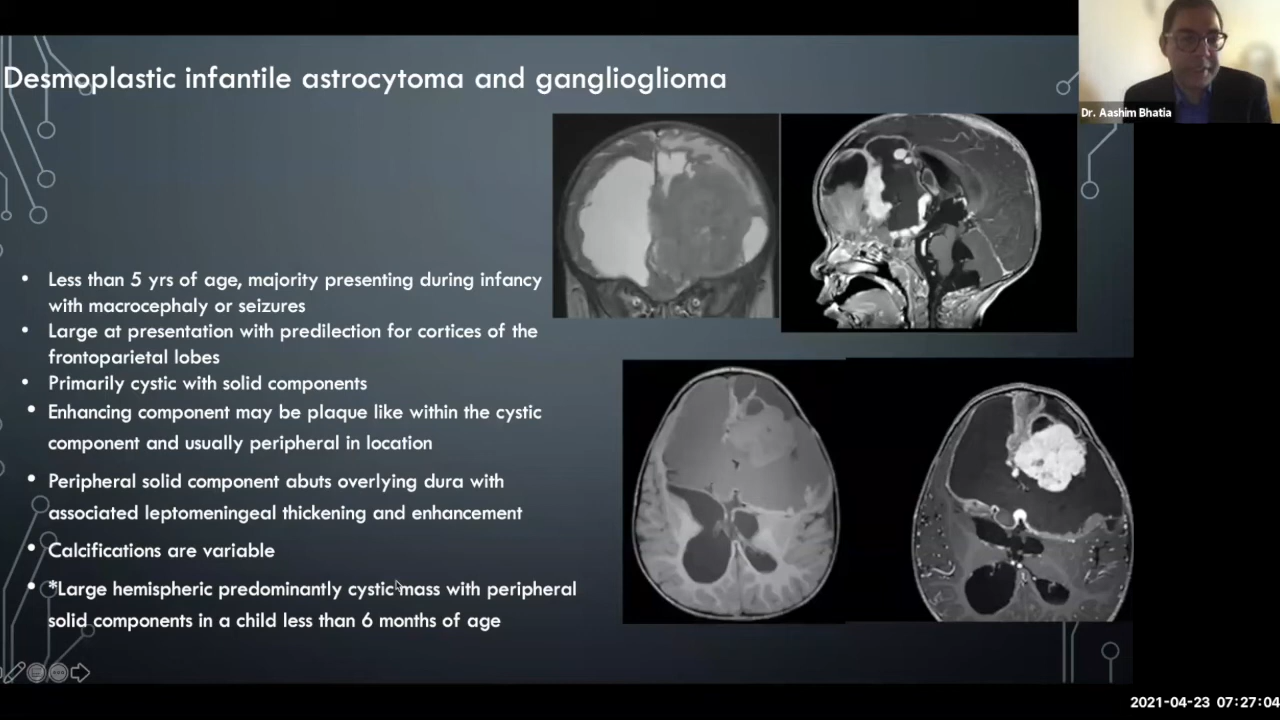 Desmoplastic infantile astrocytoma and ganglioglioma
Dr. Aashim Bhatia
• Less than 5 yrs of age, majority presenting during infancy
with macrocephaly or seizures
• Large at presentation with predilection for cortices of the
frontoparietal lobes
• Primarily cystic with solid components
• Enhancing component may be plaque like within the cystic
component and usually peripheral in location
• Peripheral solid component abuts overlying dura with
associated leptomeningeal thickening and enhancement
• Calcifications are variable
• *Large hemispheric predominantly cystic mass with peripheral
solid components in a child less than 6 months of age
2021-04-23 07:27:04